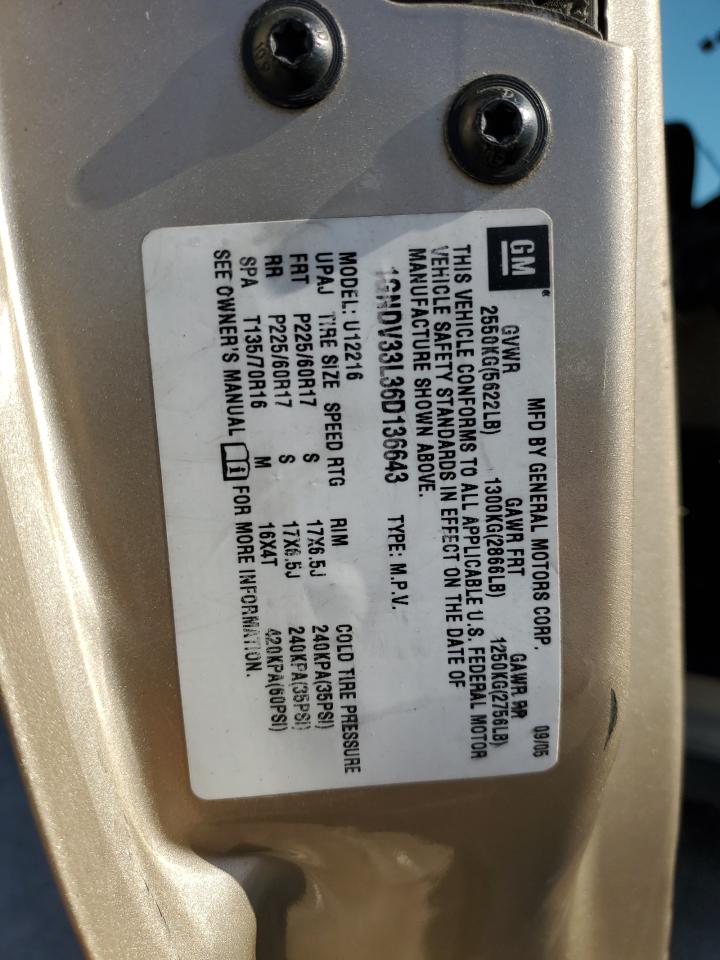 GM
MFD BY GENERAL MOTORS CORP. 09/05
GVWR GAWR FRT GAWR RR
2550KG(5622LB) 1300KG(2866LB) 1250KG(2756LB)
THIS VEHICLE CONFORMS TO ALL APPLICABLE U.S. FEDERAL MOTOR
VEHICLE SAFETY STANDARDS IN EFFECT ON THE DATE OF
MANUFACTURE SHOWN ABOVE.
1GNDV33L36D136643 TYPE: M.P.V.
MODEL: U12216
UPAJ TIRE SIZE SPEED RTG RIM COLD TIRE PRESSURE
FRT P225/60R17 S 17X6.5J 240KPA(35PSI)
RR P225/60R17 S 17X6.5J 240KPA(35PSI)
SPA T135/70R16 M 16X4T 420KPA(60PSI)
SEE OWNER'S MANUAL FOR MORE INFORMATION.